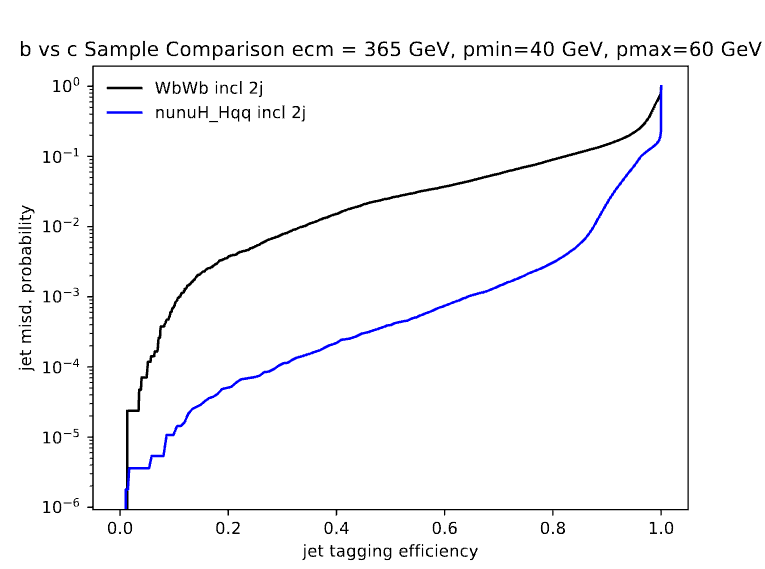 b vs c Sample Comparison ecm = 365 GeV, pmin=40 GeV, pmax=60 GeV
WbWb incl 2j
nunuH_Hqq incl 2j
jet misd. probability
10⁰
10⁻¹
10⁻²
10⁻³
10⁻⁴
10⁻⁵
10⁻⁶
0.0 0.2 0.4 0.6 0.8 1.0
jet tagging efficiency